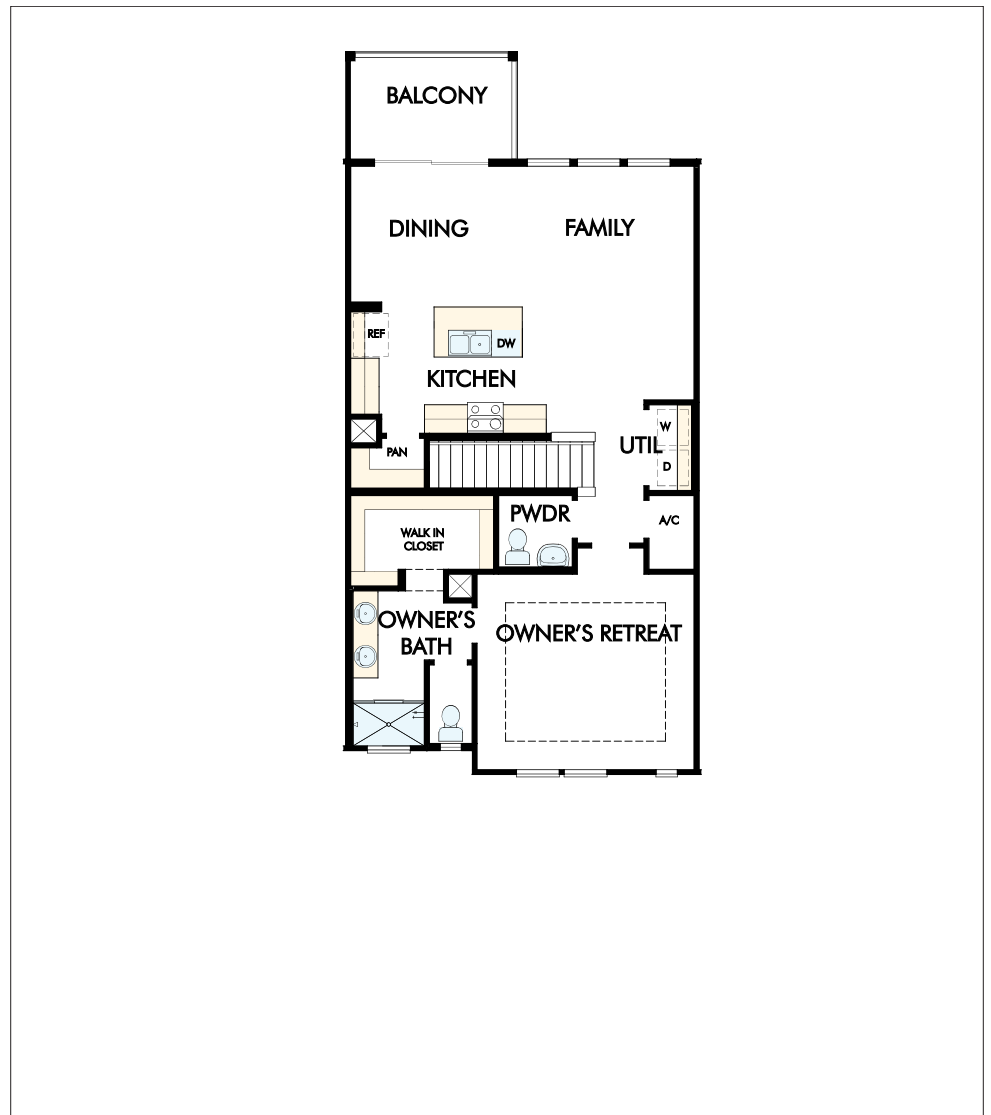 BALCONY
DINING
FAMILY
REF
DW
KITCHEN
W
UTIL
PAN
D
PWDR
A/C
WALK IN
CLOSET
OWNER'S
BATH
OWNER'S RETREAT